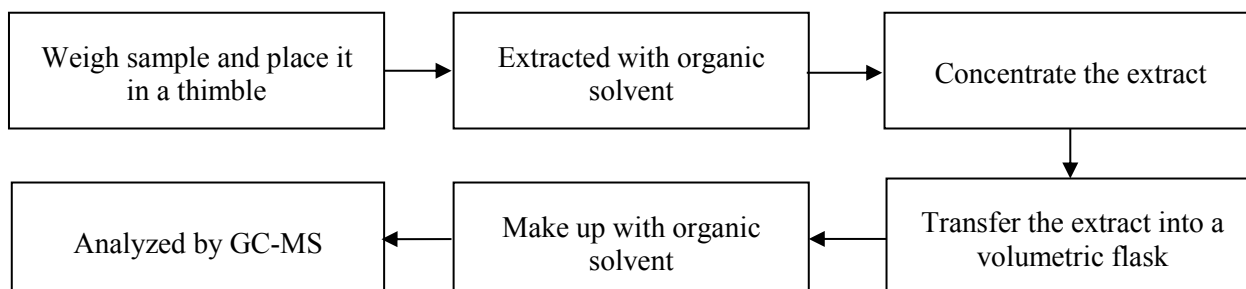 Weigh sample and place it
in a thimble
Extracted with organic
solvent
Concentrate the extract
Transfer the extract into a
volumetric flask
Make up with organic
solvent
Analyzed by GC-MS